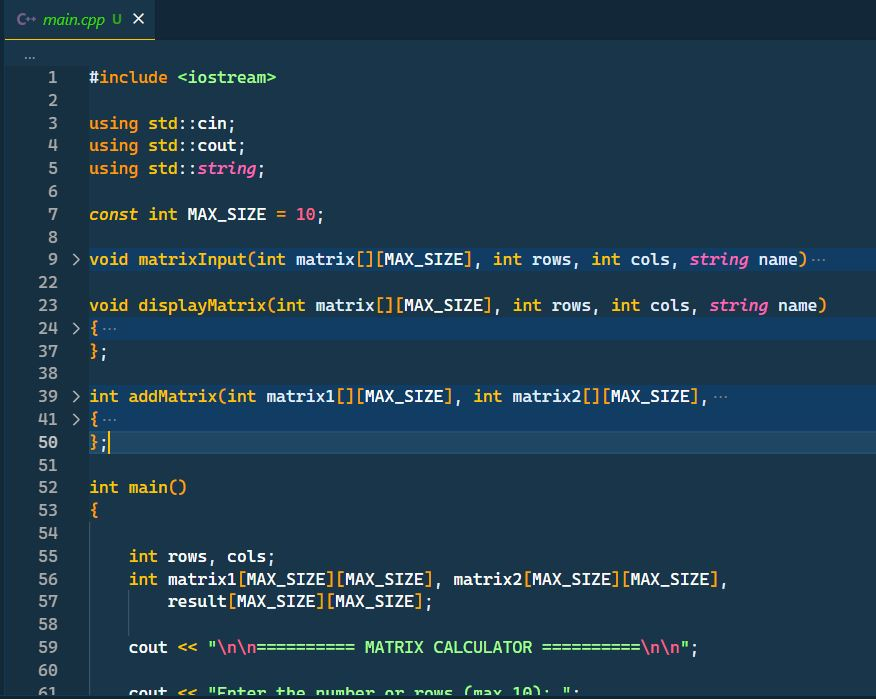 C++ main.cpp U ×
...
1 #include <iostream>
2
3 using std::cin;
4 using std::cout;
5 using std::string;
6
7 const int MAX_SIZE = 10;
8
9 > void matrixInput(int matrix[][MAX_SIZE], int rows, int cols, string name)···
22
23 void displayMatrix(int matrix[][MAX_SIZE], int rows, int cols, string name)
24 > {···
37 };
38
39 > int addMatrix(int matrix1[][MAX_SIZE], int matrix2[][MAX_SIZE],···
41 > {···
50 };
51
52 int main()
53 {
54
55 int rows, cols;
56 int matrix1[MAX_SIZE][MAX_SIZE], matrix2[MAX_SIZE][MAX_SIZE],
57 result[MAX_SIZE][MAX_SIZE];
58
59 cout << "\n\n========== MATRIX CALCULATOR ==========\n\n";
60
61 cout << "Enter the number or rows (max 10): ";